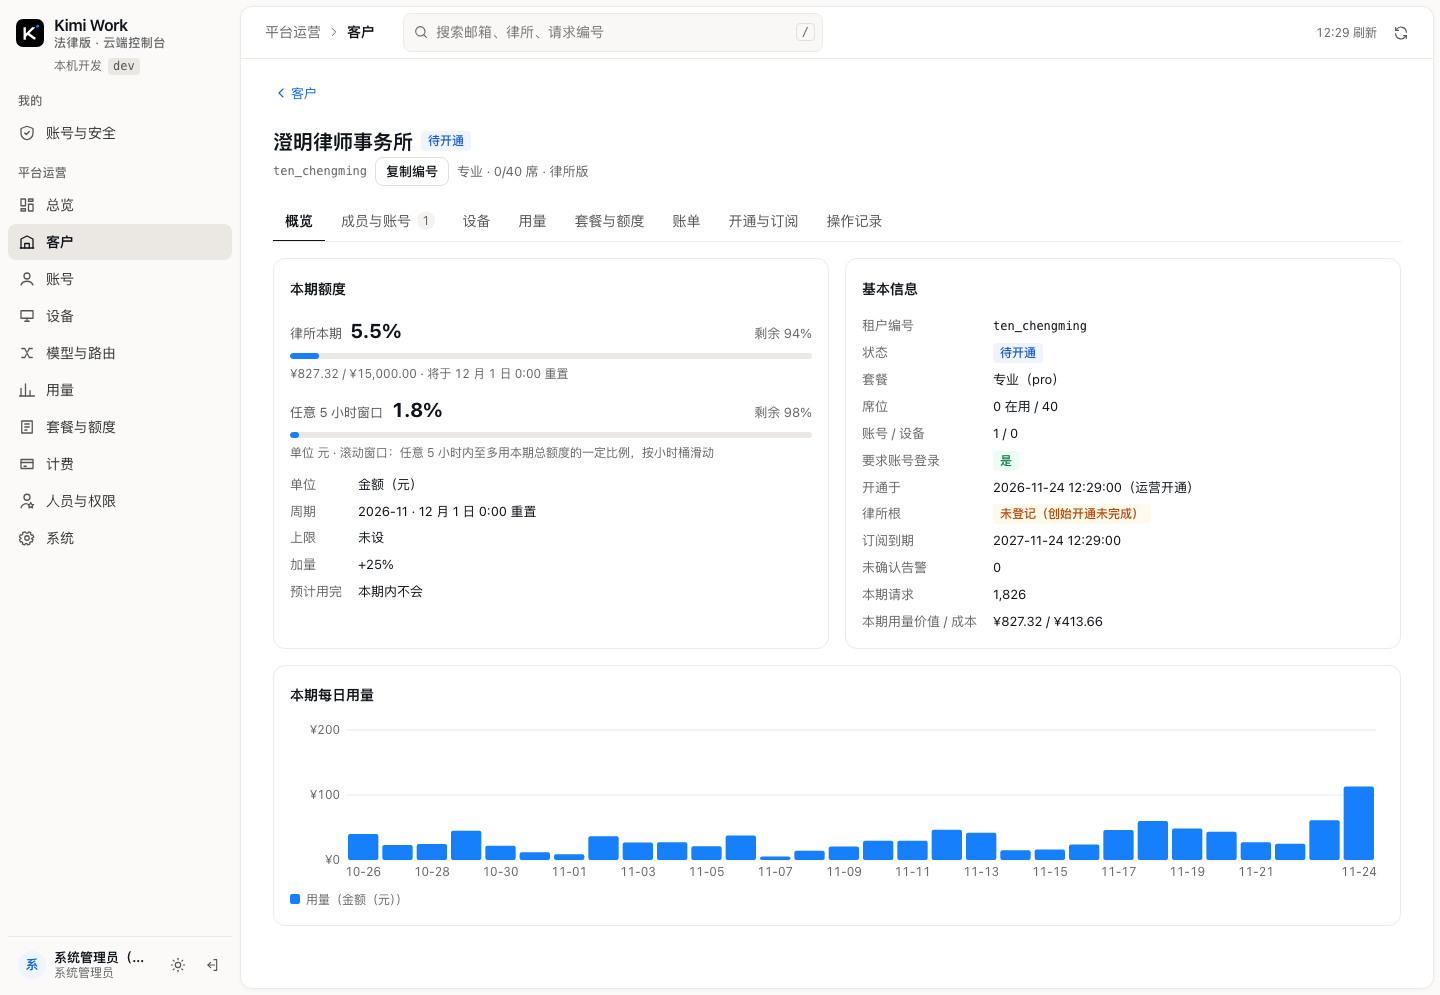 Kimi Work
法律版 · 云端控制台
本机开发 dev
我的
账号与安全
平台运营
总览
客户
账号
设备
模型与路由
用量
套餐与额度
计费
人员与权限
系统
系 系统管理员（...
系统管理员
平台运营 > 客户
搜索邮箱、律所、请求编号 /
12:29 刷新
客户
澄明律师事务所 待开通
ten_chengming 复制编号 专业 · 0/40 席 · 律所版
概览 成员与账号 1 设备 用量 套餐与额度 账单 开通与订阅 操作记录
本期额度
律所本期 5.5% 剩余 94%
¥827.32 / ¥15,000.00 · 将于 12 月 1 日 0:00 重置
任意 5 小时窗口 1.8% 剩余 98%
单位 元 · 滚动窗口：任意 5 小时内至多用本期总额度的一定比例，按小时桶滑动
单位 金额（元）
周期 2026-11 · 12 月 1 日 0:00 重置
上限 未设
加量 +25%
预计用完 本期内不会
基本信息
租户编号 ten_chengming
状态 待开通
套餐 专业（pro）
席位 0 在用 / 40
账号 / 设备 1 / 0
要求账号登录 是
开通于 2026-11-24 12:29:00（运营开通）
律所根 未登记（创始开通未完成）
订阅到期 2027-11-24 12:29:00
未确认告警 0
本期请求 1,826
本期用量价值 / 成本 ¥827.32 / ¥413.66
本期每日用量
¥200
¥100
¥0
10-26 10-28 10-30 11-01 11-03 11-05 11-07 11-09 11-11 11-13 11-15 11-17 11-19 11-21 11-24
用量（金额（元））